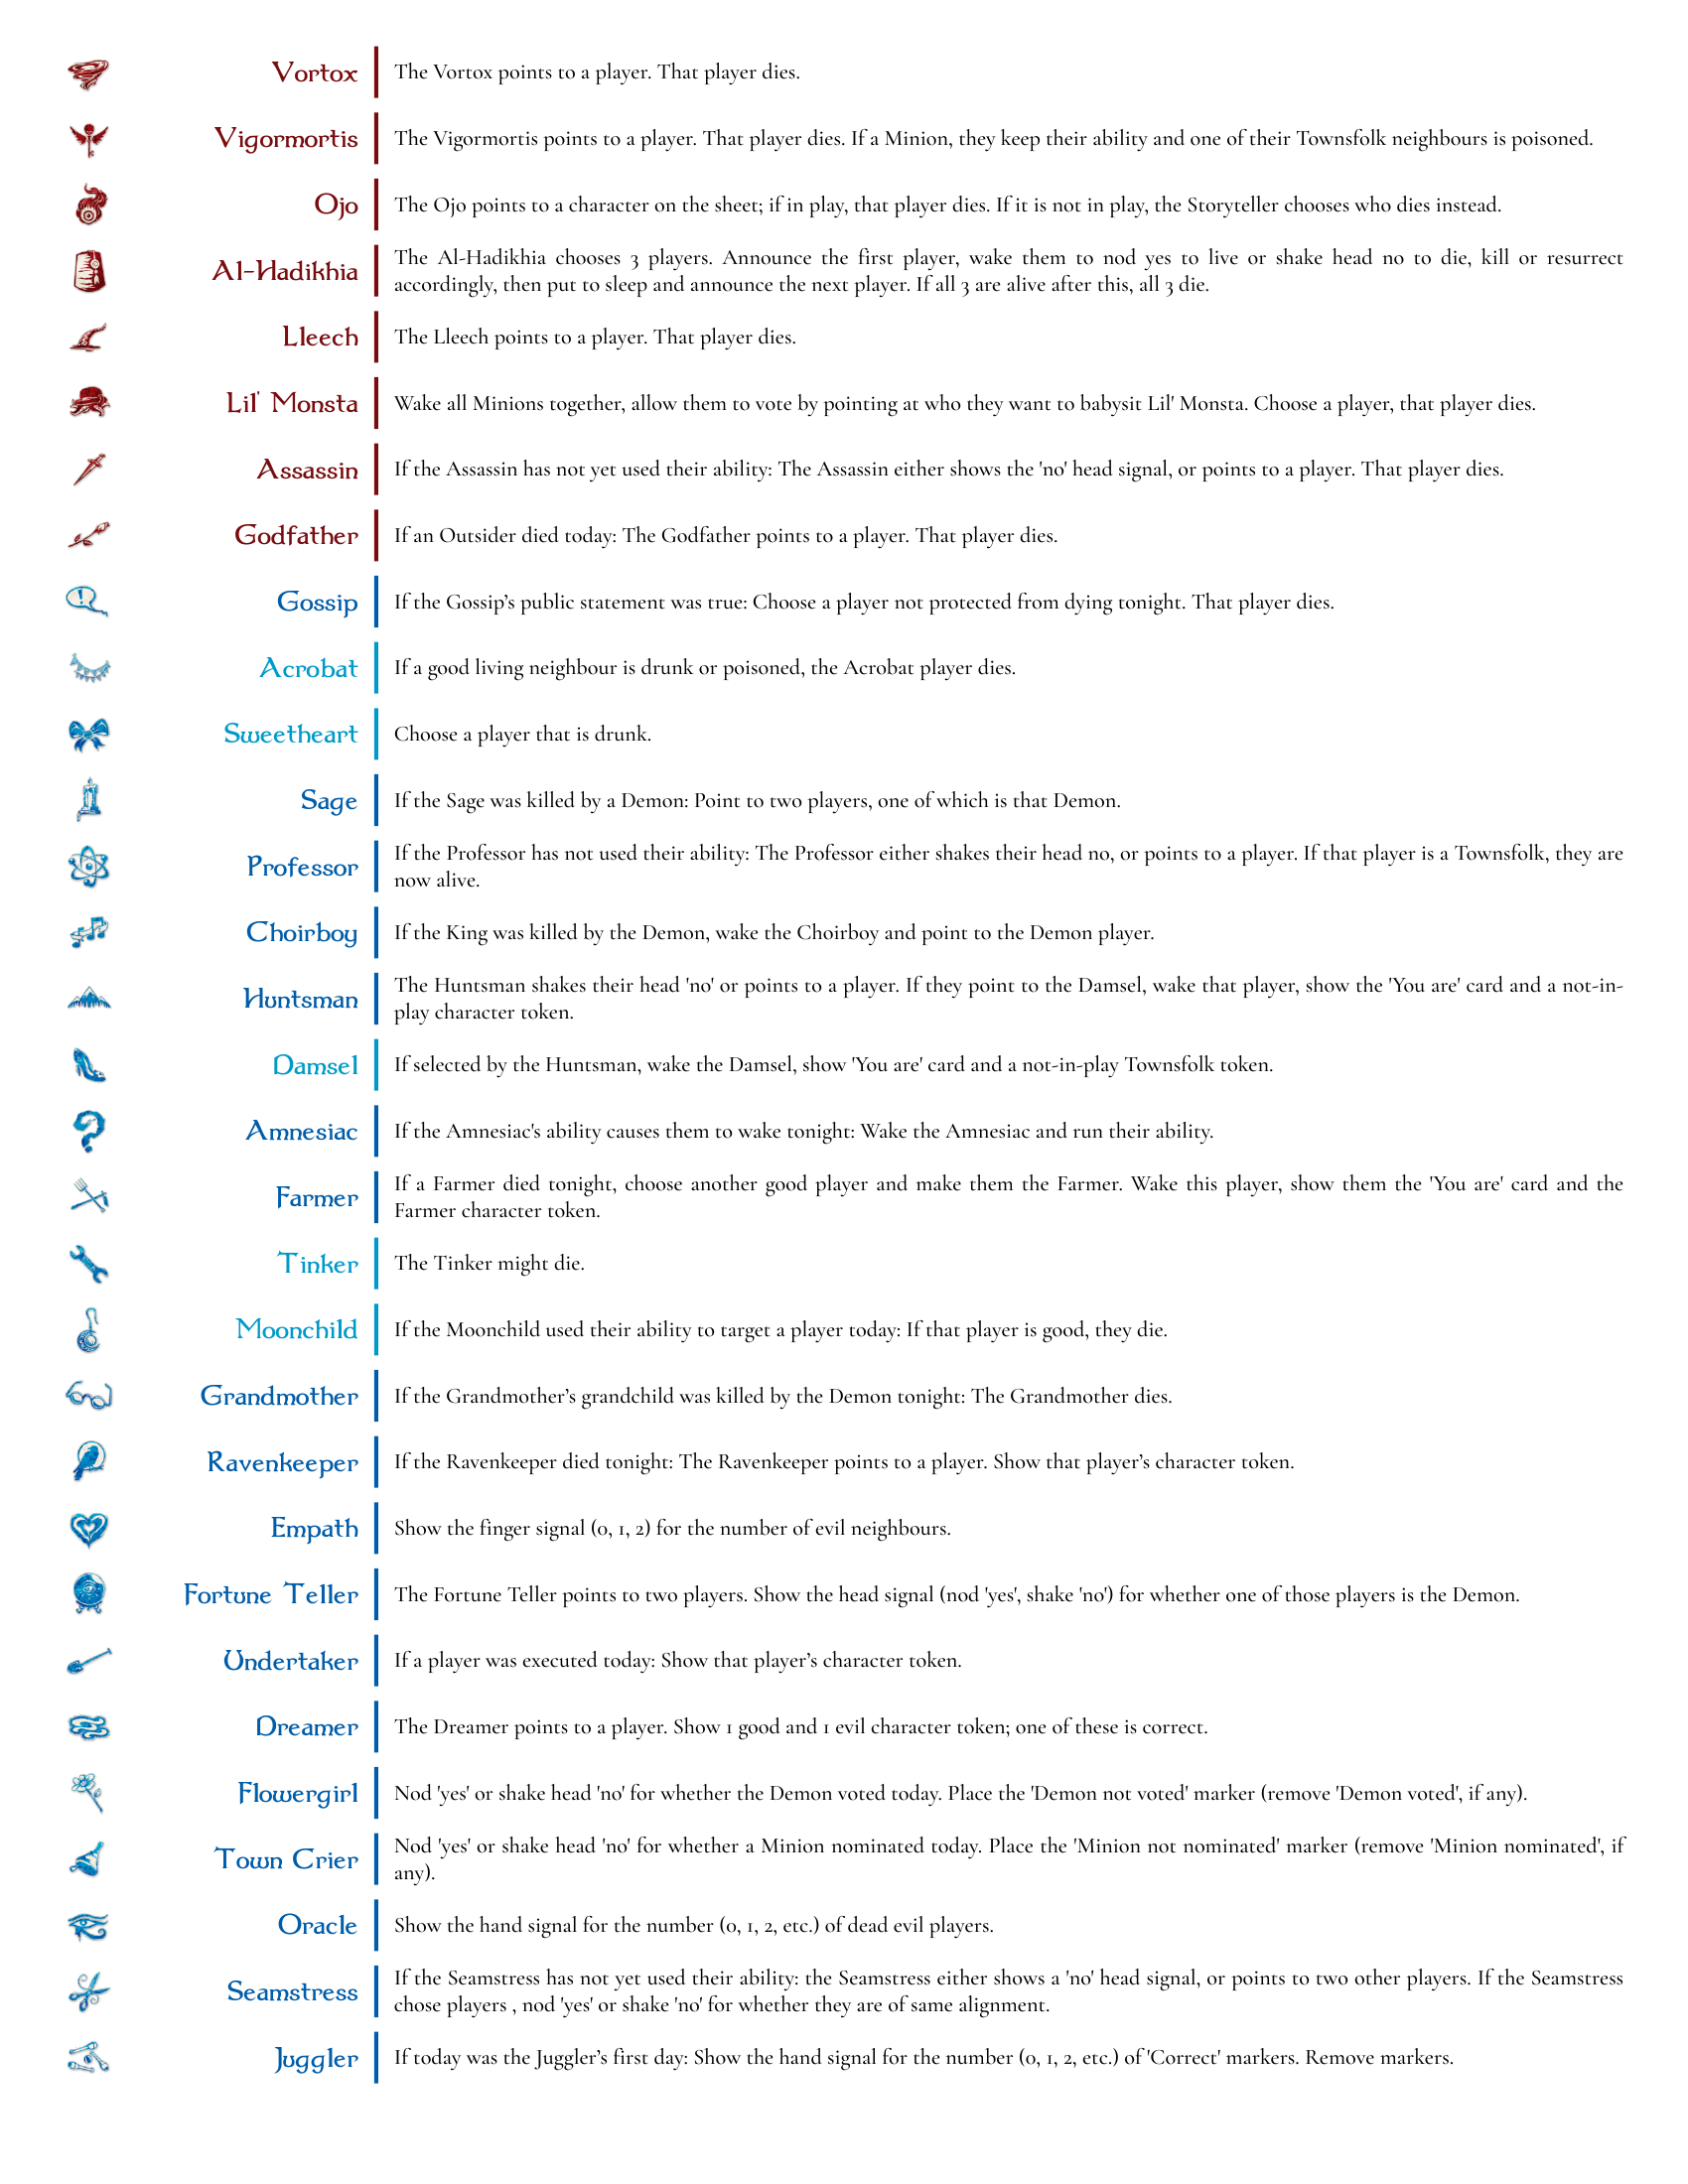 Vortox The Vortox points to a player. That player dies.
Vigormortis The Vigormortis points to a player. That player dies. If a Minion, they keep their ability and one of their Townsfolk neighbours is poisoned.
Ojo The Ojo points to a character on the sheet; if in play, that player dies. If it is not in play, the Storyteller chooses who dies instead.
Al-Hadikhia The Al-Hadikhia chooses 3 players. Announce the first player, wake them to nod yes to live or shake head no to die, kill or resurrect
accordingly, then put to sleep and announce the next player. If all 3 are alive after this, all 3 die.
Lleech The Lleech points to a player. That player dies.
Lil' Monsta Wake all Minions together, allow them to vote by pointing at who they want to babysit Lil' Monsta. Choose a player, that player dies.
Assassin If the Assassin has not yet used their ability: The Assassin either shows the 'no' head signal, or points to a player. That player dies.
Godfather If an Outsider died today: The Godfather points to a player. That player dies.
Gossip If the Gossip’s public statement was true: Choose a player not protected from dying tonight. That player dies.
Acrobat If a good living neighbour is drunk or poisoned, the Acrobat player dies.
Sweetheart Choose a player that is drunk.
Sage If the Sage was killed by a Demon: Point to two players, one of which is that Demon.
Professor If the Professor has not used their ability: The Professor either shakes their head no, or points to a player. If that player is a Townsfolk, they are
now alive.
Choirboy If the King was killed by the Demon, wake the Choirboy and point to the Demon player.
Huntsman The Huntsman shakes their head 'no' or points to a player. If they point to the Damsel, wake that player, show the 'You are' card and a not-in-
play character token.
Damsel If selected by the Huntsman, wake the Damsel, show 'You are' card and a not-in-play Townsfolk token.
Amnesiac If the Amnesiac's ability causes them to wake tonight: Wake the Amnesiac and run their ability.
Farmer If a Farmer died tonight, choose another good player and make them the Farmer. Wake this player, show them the 'You are' card and the
Farmer character token.
Tinker The Tinker might die.
Moonchild If the Moonchild used their ability to target a player today: If that player is good, they die.
Grandmother If the Grandmother’s grandchild was killed by the Demon tonight: The Grandmother dies.
Ravenkeeper If the Ravenkeeper died tonight: The Ravenkeeper points to a player. Show that player’s character token.
Empath Show the finger signal (0, 1, 2) for the number of evil neighbours.
Fortune Teller The Fortune Teller points to two players. Show the head signal (nod 'yes', shake 'no') for whether one of those players is the Demon.
Undertaker If a player was executed today: Show that player’s character token.
Dreamer The Dreamer points to a player. Show 1 good and 1 evil character token; one of these is correct.
Flowergirl Nod 'yes' or shake head 'no' for whether the Demon voted today. Place the 'Demon not voted' marker (remove 'Demon voted', if any).
Town Crier Nod 'yes' or shake head 'no' for whether a Minion nominated today. Place the 'Minion not nominated' marker (remove 'Minion nominated', if
any).
Oracle Show the hand signal for the number (0, 1, 2, etc.) of dead evil players.
Seamstress If the Seamstress has not yet used their ability: the Seamstress either shows a 'no' head signal, or points to two other players. If the Seamstress
chose players , nod 'yes' or shake 'no' for whether they are of same alignment.
Juggler If today was the Juggler’s first day: Show the hand signal for the number (0, 1, 2, etc.) of 'Correct' markers. Remove markers.